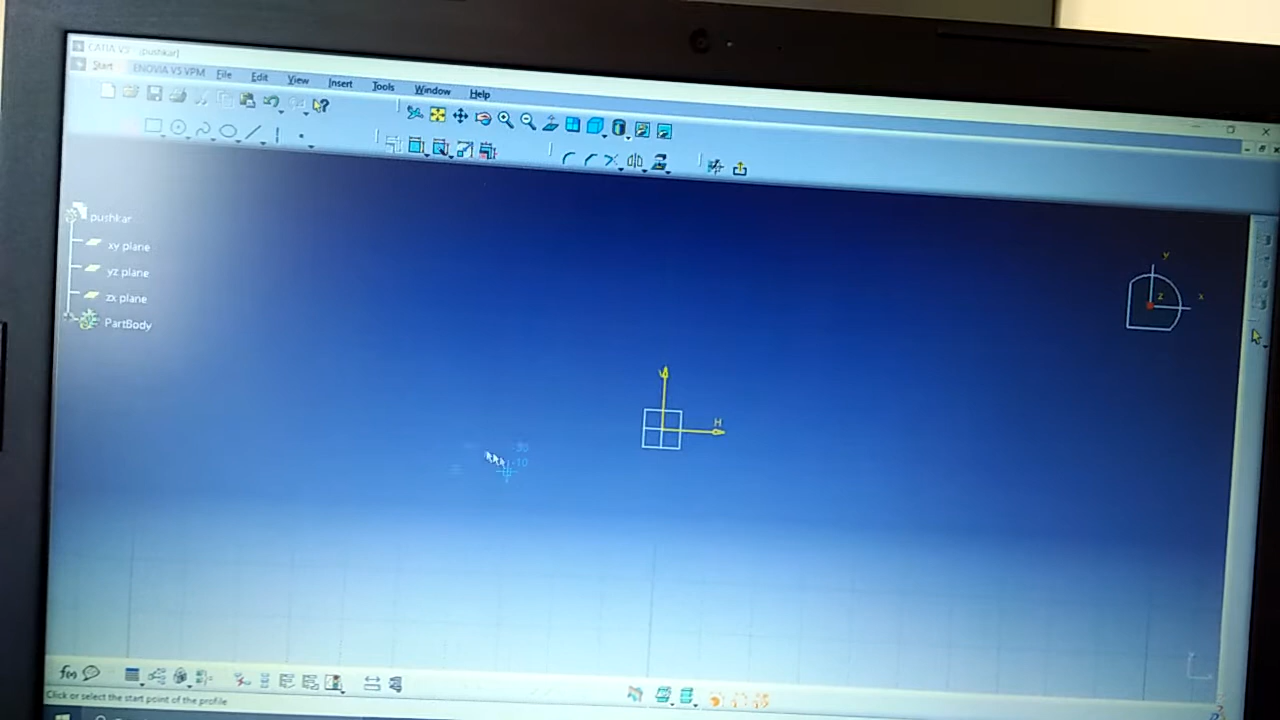 CATIA V5 - [pushkar]
Start ENOVIA V5 VPM File Edit View Insert Tools Window Help
pushkar
xy plane
yz plane
zx plane
PartBody
y
z x
V
H
-10
f(x)
Click or select the start point of the profile